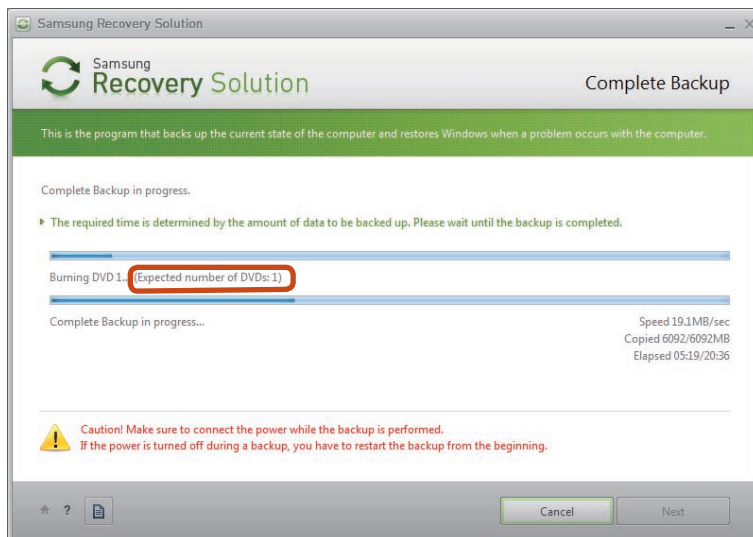 Samsung Recovery Solution
Samsung
Recovery Solution
Complete Backup
This is the program that backs up the current state of the computer and restores Windows when a problem occurs with the computer.
Complete Backup in progress.
The required time is determined by the amount of data to be backed up. Please wait until the backup is completed.
Burning DVD 1... (Expected number of DVDs: 1)
Complete Backup in progress...
Speed 19.1MB/sec
Copied 6092/6092MB
Elapsed 05:19/20:36
Caution! Make sure to connect the power while the backup is performed.
If the power is turned off during a backup, you have to restart the backup from the beginning.
?
Cancel
Next